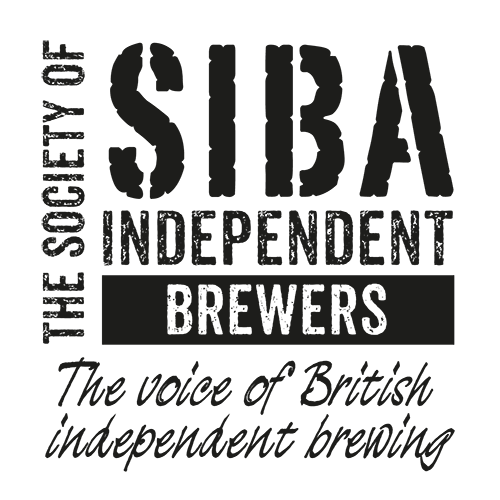 THE SOCIETY OF
SIBA
INDEPENDENT
BREWERS
The voice of British
independent brewing